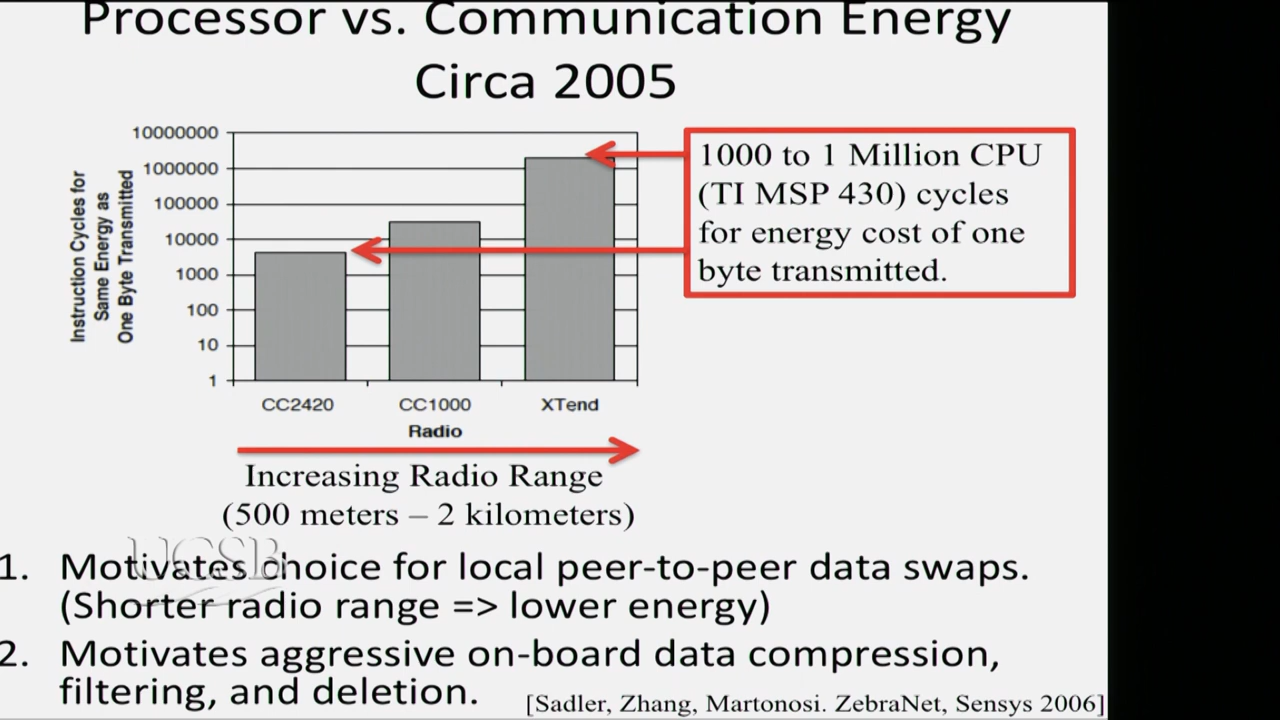 Processor vs. Communication Energy
Circa 2005
Instruction Cycles for
Same Energy as
One Byte Transmitted
10000000
1000000
100000
10000
1000
100
10
1
CC2420 CC1000 XTend
Radio
1000 to 1 Million CPU
(TI MSP 430) cycles
for energy cost of one
byte transmitted.
Increasing Radio Range
(500 meters – 2 kilometers)
UCSB
1. Motivates choice for local peer-to-peer data swaps.
(Shorter radio range => lower energy)
2. Motivates aggressive on-board data compression,
filtering, and deletion.
[Sadler, Zhang, Martonosi. ZebraNet, Sensys 2006]